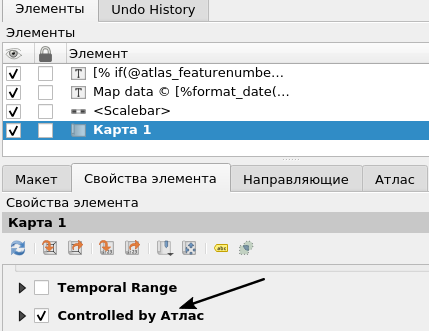 Элементы Undo History
Элементы
Элемент
T [% if(@atlas_featurenumbe...
T Map data © [%format_date(...
<Scalebar>
Карта 1
Макет Свойства элемента Направляющие Атлас
Свойства элемента
Карта 1
abc
Temporal Range
Controlled by Атлас